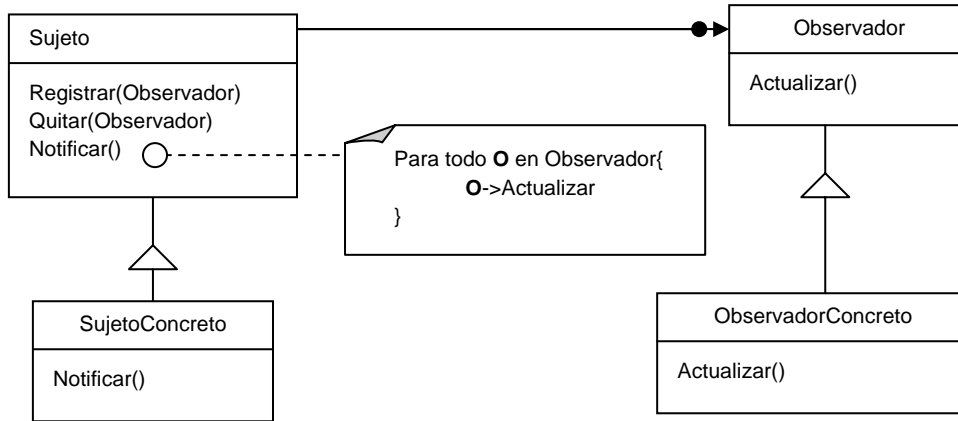 Sujeto
Registrar(Observador)
Quitar(Observador)
Notificar()
Para todo O en Observador{
O->Actualizar
}
Observador
Actualizar()
SujetoConcreto
Notificar()
ObservadorConcreto
Actualizar()